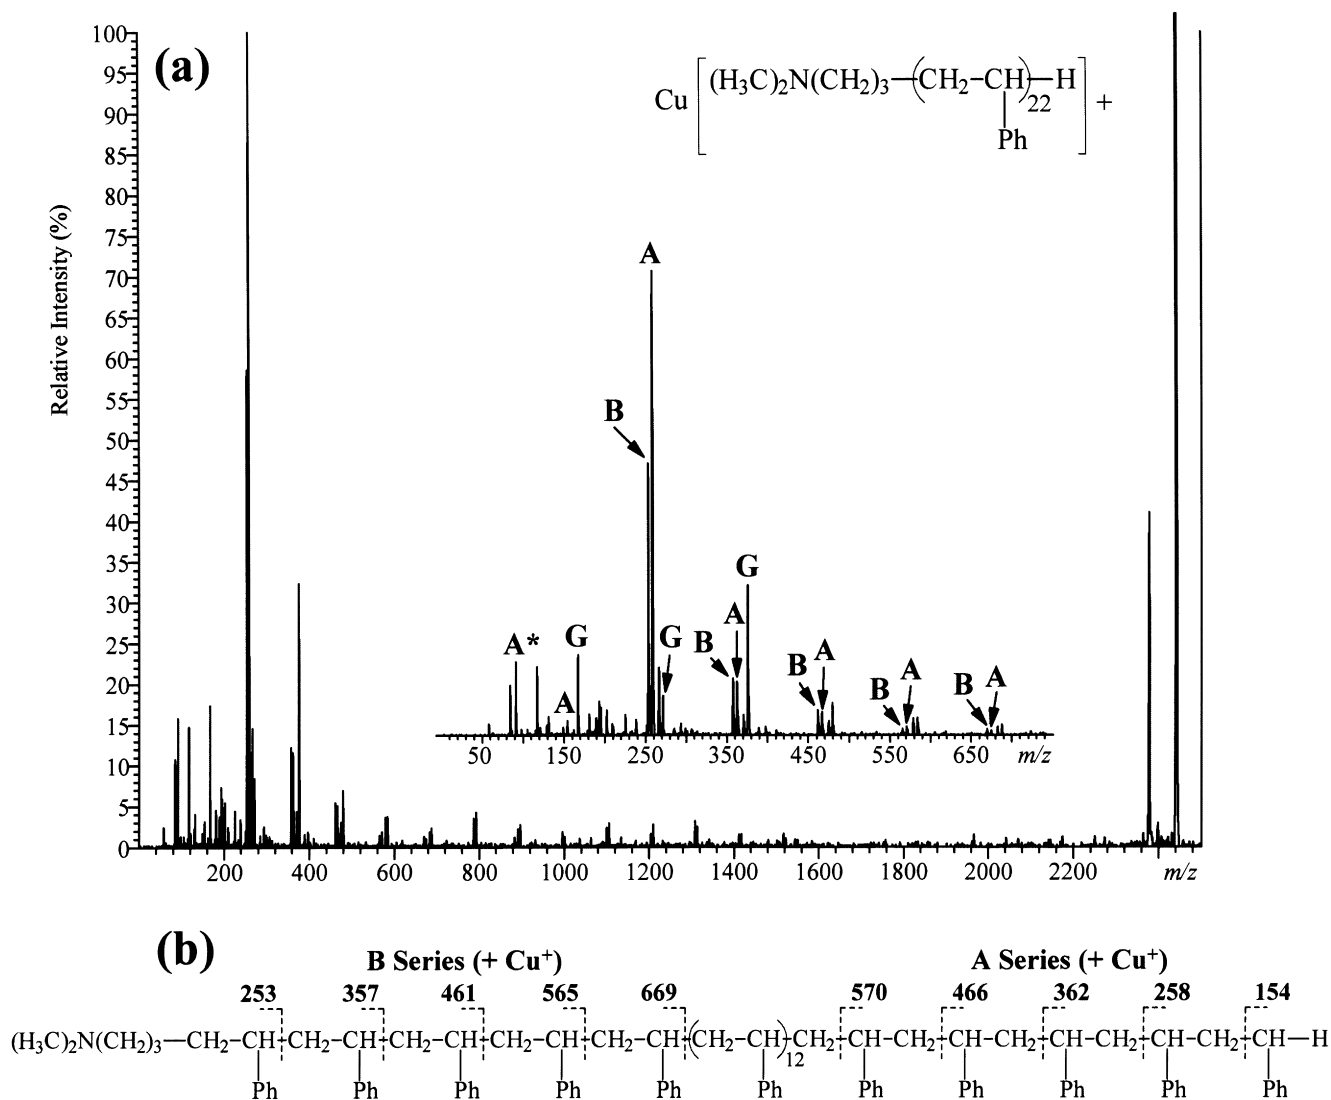 (a)
Cu [ (H3C)2N(CH2)3—(CH2-CH)22—H ] +
Ph
Relative Intensity (%)
100
95
90
85
80
75
70
65
60
55
50
45
40
35
30
25
20
15
10
5
0
A
B
G
A * G G B A
A B A B A B A
50 150 250 350 450 550 650 m/z
200 400 600 800 1000 1200 1400 1600 1800 2000 2200 m/z
(b)
B Series (+ Cu+) A Series (+ Cu+)
253 357 461 565 669 570 466 362 258 154
(H3C)2N(CH2)3—CH2-CH-CH2-CH-CH2-CH-CH2-CH-CH2-CH-(CH2-CH)12CH2-CH-CH2-CH-CH2-CH-CH2-CH-CH2-CH—H
Ph Ph Ph Ph Ph Ph Ph Ph Ph Ph Ph